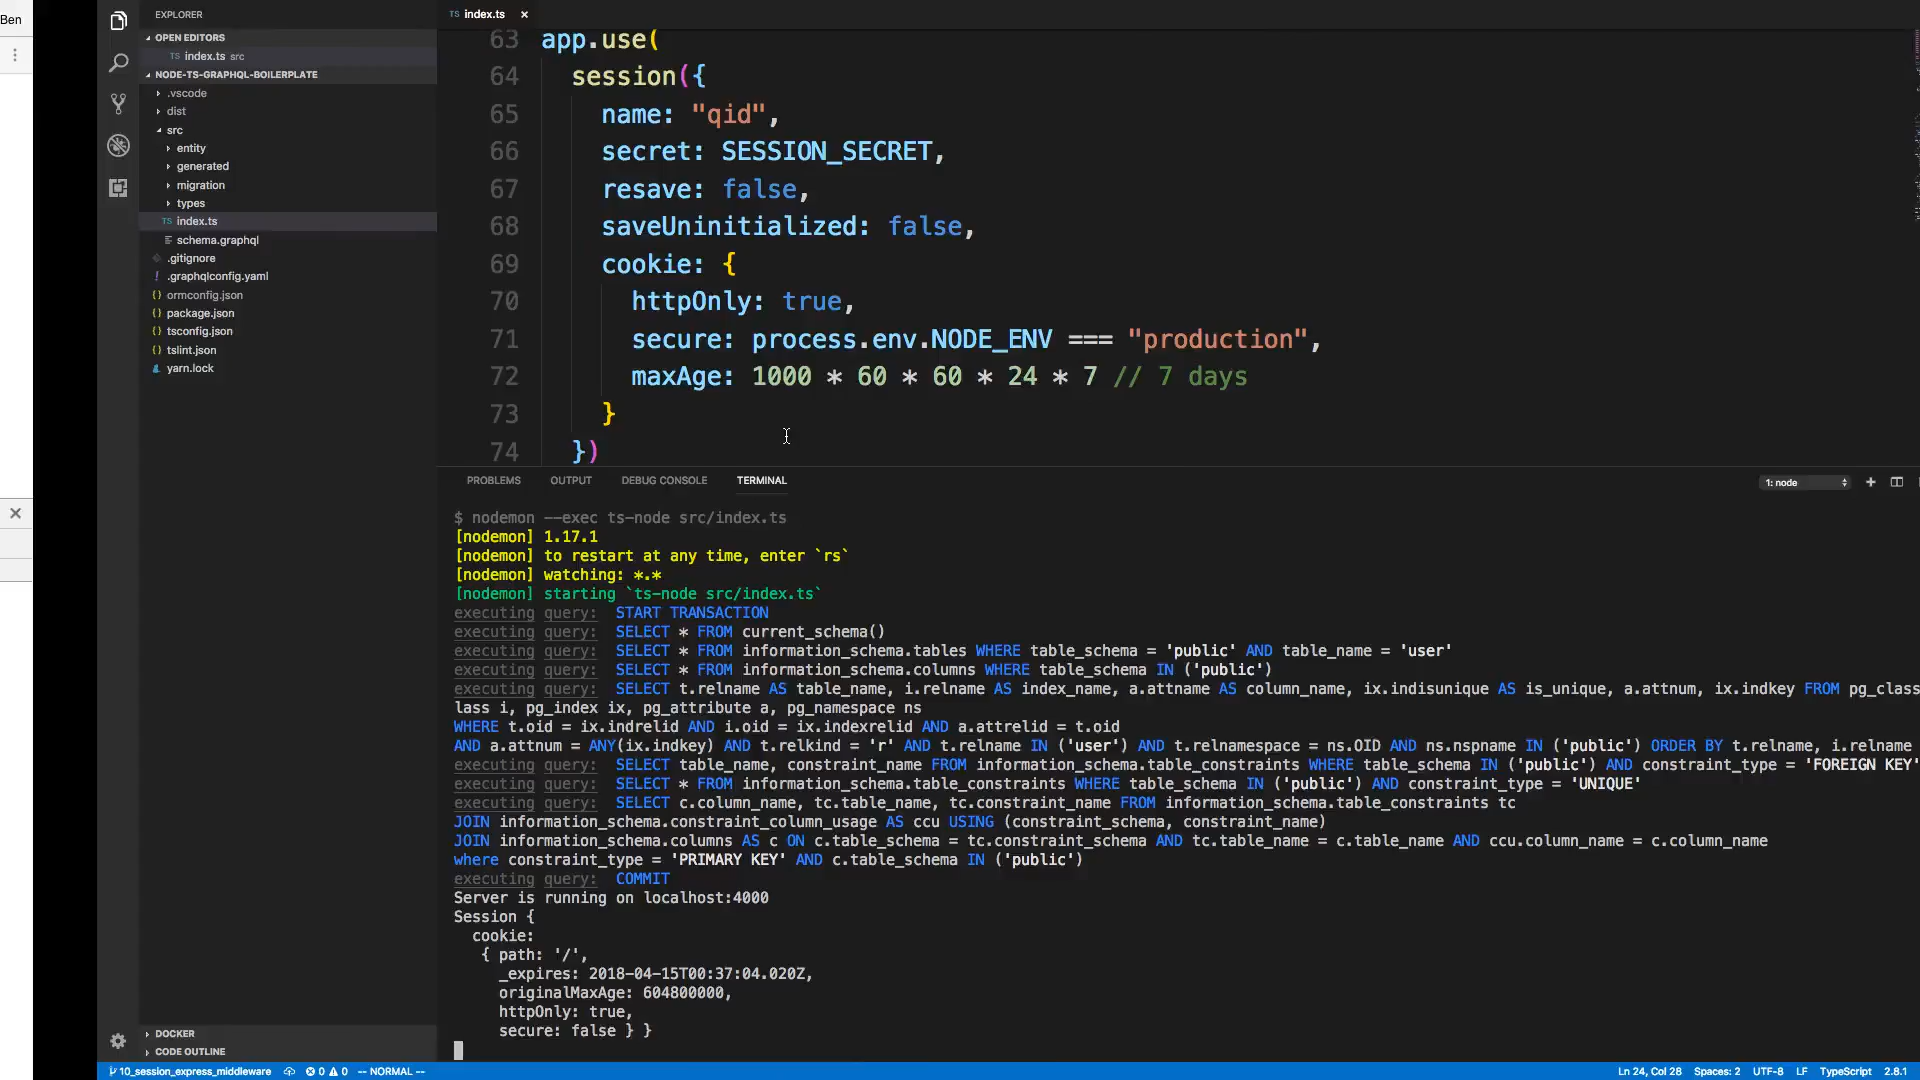 Ben
EXPLORER
OPEN EDITORS
TS index.ts src
NODE-TS-GRAPHQL-BOILERPLATE
.vscode
dist
src
entity
generated
migration
types
TS index.ts
schema.graphql
.gitignore
! .graphqlconfig.yaml
{} ormconfig.json
{} package.json
{} tsconfig.json
{} tslint.json
yarn.lock
DOCKER
CODE OUTLINE
TS index.ts ×
63 app.use(
64 session({
65 name: "qid",
66 secret: SESSION_SECRET,
67 resave: false,
68 saveUninitialized: false,
69 cookie: {
70 httpOnly: true,
71 secure: process.env.NODE_ENV === "production",
72 maxAge: 1000 * 60 * 60 * 24 * 7 // 7 days
73 }
74 })
PROBLEMS OUTPUT DEBUG CONSOLE TERMINAL 1: node
$ nodemon --exec ts-node src/index.ts
[nodemon] 1.17.1
[nodemon] to restart at any time, enter `rs`
[nodemon] watching: *.*
[nodemon] starting `ts-node src/index.ts`
executing query: START TRANSACTION
executing query: SELECT * FROM current_schema()
executing query: SELECT * FROM information_schema.tables WHERE table_schema = 'public' AND table_name = 'user'
executing query: SELECT * FROM information_schema.columns WHERE table_schema IN ('public')
executing query: SELECT t.relname AS table_name, i.relname AS index_name, a.attname AS column_name, ix.indisunique AS is_unique, a.attnum, ix.indkey FROM pg_class
lass i, pg_index ix, pg_attribute a, pg_namespace ns
WHERE t.oid = ix.indrelid AND i.oid = ix.indexrelid AND a.attrelid = t.oid
AND a.attnum = ANY(ix.indkey) AND t.relkind = 'r' AND t.relname IN ('user') AND t.relnamespace = ns.OID AND ns.nspname IN ('public') ORDER BY t.relname, i.relname
executing query: SELECT table_name, constraint_name FROM information_schema.table_constraints WHERE table_schema IN ('public') AND constraint_type = 'FOREIGN KEY'
executing query: SELECT * FROM information_schema.table_constraints WHERE table_schema IN ('public') AND constraint_type = 'UNIQUE'
executing query: SELECT c.column_name, tc.table_name, tc.constraint_name FROM information_schema.table_constraints tc
JOIN information_schema.constraint_column_usage AS ccu USING (constraint_schema, constraint_name)
JOIN information_schema.columns AS c ON c.table_schema = tc.constraint_schema AND tc.table_name = c.table_name AND ccu.column_name = c.column_name
where constraint_type = 'PRIMARY KEY' AND c.table_schema IN ('public')
executing query: COMMIT
Server is running on localhost:4000
Session {
cookie:
{ path: '/',
_expires: 2018-04-15T00:37:04.020Z,
originalMaxAge: 604800000,
httpOnly: true,
secure: false } }
10_session_express_middleware 0 0 -- NORMAL -- Ln 24, Col 28 Spaces: 2 UTF-8 LF TypeScript 2.8.1